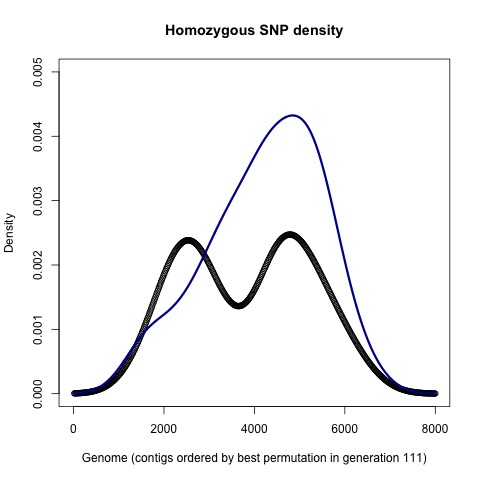 Homozygous SNP density
Density
0.005
0.004
0.003
0.002
0.001
0.000
0 2000 4000 6000 8000
Genome (contigs ordered by best permutation in generation 111)